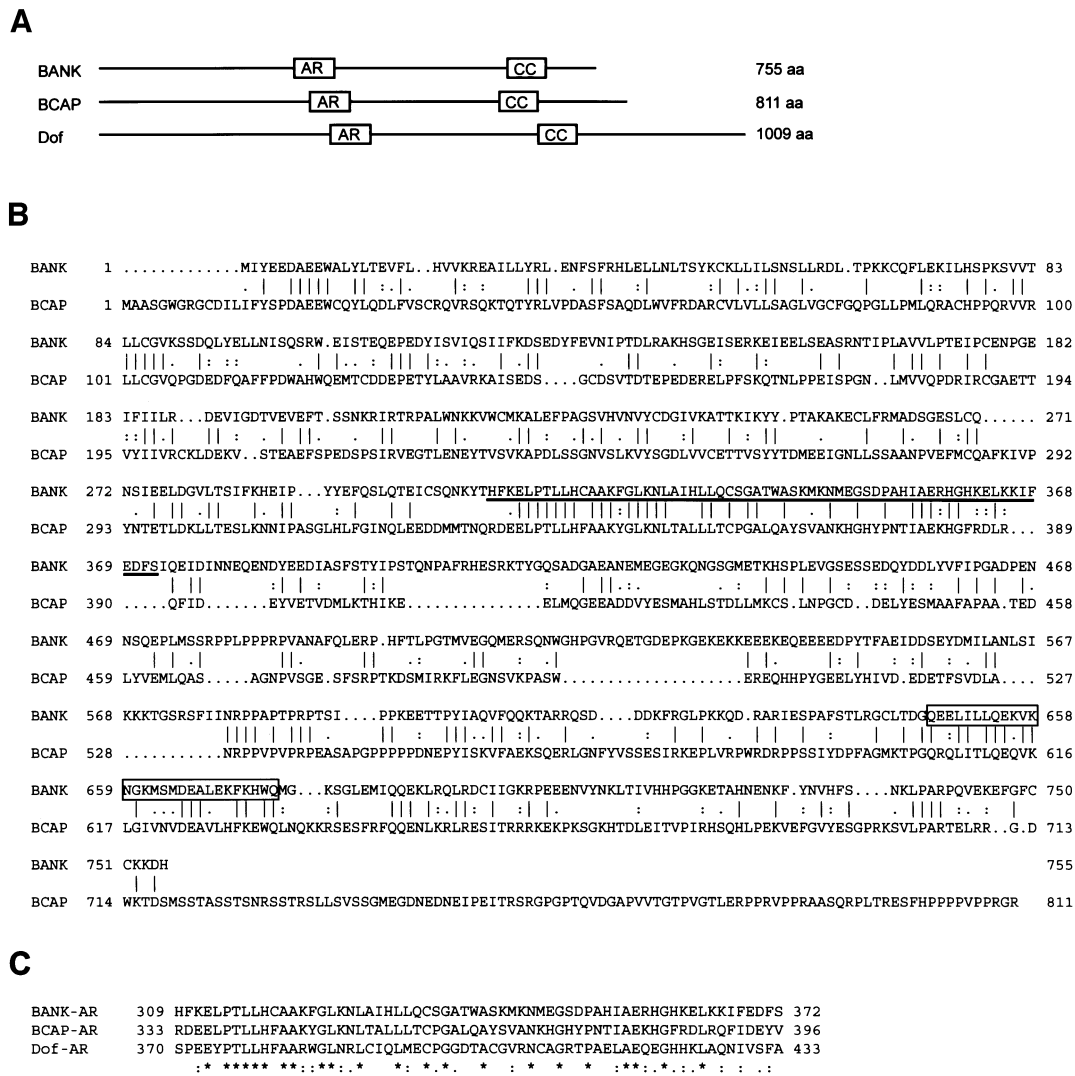 A
BANK AR CC 755 aa
BCAP AR CC 811 aa
Dof AR CC 1009 aa
B
BANK 1 .............MIYEEDAEEWALYLTEVFL..HVVKREAILLYRL.ENFSFRHLELLNLTSYKCKLLILSNSLLRDL.TPKKCQFLEKILHSPKSVVT 83
BCAP 1 MAASGWGRGCDILIFYSPDAEEWCQYLQDLFVSCRQVRSQKTQTYRLVPDASFSAQDLWVFRDARCVLVLLSAGLVGCFGQPGLLPMLQRACHPPQRVVR 100
BANK 84 LLCGVKSSDQLYELLNISQSRW.EISTEQEPEDYISVIQSIIFKDSEDYFEVNIPTDLRAKHSGEISERKEIEELSEASRNTIPLAVVLPTEIPCENPGE 182
BCAP 101 LLCGVQPGDEDFQAFFPDWAHWQEMTCDDEPETYLAAVRKAISEDS....GCDSVTDTEPEDERELPFSKQTNLPPEISPGN..LMVVQPDRIRCGAETT 194
BANK 183 IFIILR...DEVIGDTVEVEFT.SSNKRIRTRPALWNKKVWCMKALEFPAGSVHVNVYCDGIVKATTKIKYY.PTAKAKECLFRMADSGESLCQ...... 271
BCAP 195 VYIIVRCKLDEKV..STEAEFSPEDSPSIRVEGTLENEYTVSVKAPDLSSGNVSLKVYSGDLVVCETTVSYYTDMEEIGNLLSSAANPVEFMCQAFKIVP 292
BANK 272 NSIEELDGVLTSIFKHEIP...YYEFQSLQTEICSQNKYTHFKELPTLLHCAAKFGLKNLAIHLLQCSGATWASKMKNMEGSDPAHIAERHGHKELKKIF 368
BCAP 293 YNTETLDKLLTESLKNNIPASGLHLFGINQLEEDDMMTNQRDEELPTLLHFAAKYGLKNLTALLLTCPGALQAYSVANKHGHYPNTIAEKHGFRDLR... 389
BANK 369 EDFSIQEIDINNEQENDYEEDIASFSTYIPSTQNPAFRHESRKTYGQSADGAEANEMEGEGKQNGSGMETKHSPLEVGSESSEDQYDDLYVFIPGADPEN 468
BCAP 390 .....QFID.......EYVETVDMLKTHIKE...............ELMQGEEADDVYESMAHLSTDLLMKCS.LNPGCD..DELYESMAAFAPAA.TED 458
BANK 469 NSQEPLMSSRPPLPPPRPVANAFQLERP.HFTLPGTMVEGQMERSQNWGHPGVRQETGDEPKGEKEKKEEEKEQEEEEDPYTFAEIDDSEYDMILANLSI 567
BCAP 459 LYVEMLQAS.....AGNPVSGE.SFSRPTKDSMIRKFLEGNSVKPASW....................EREQHHPYGEELYHIVD.EDETFSVDLA.... 527
BANK 568 KKKTGSRSFIINRPPAPTPRPTSI....PPKEETTPYIAQVFQQKTARRQSD....DDKFRGLPKKQD.RARIESPAFSTLRGCLTDGQEELILLQEKVK 658
BCAP 528 ...........NRPPVPVPRPEASAPGPPPPPDNEPYISKVFAEKSQERLGNFYVSSESIRKEPLVRPWRDRPPSSIYDPFAGMKTPGQRQLITLQEQVK 616
BANK 659 NGKMSMDEALEKFKHWQMG...KSGLEMIQQEKLRQLRDCIIGKRPEEENVYNKLTIVHHPGGKETAHNENKF.YNVHFS....NKLPARPQVEKEFGFC 750
BCAP 617 LGIVNVDEAVLHFKEWQLNQKKRSESFRFQQENLKRLRESITRRRKEKPKSGKHTDLEITVPIRHSQHLPEKVEFGVYESGPRKSVLPARTELRR..G.D 713
BANK 751 CKKDH 755
BCAP 714 WKTDSMSSTASSTSNRSSTRSLLSVSSGMEGDNEDNEIPEITRSRGPGPTQVDGAPVVTGTPVGTLERPPRVPPRAASQRPLTRESFHPPPPVPPRGR 811
C
BANK-AR 309 HFKELPTLLHCAAKFGLKNLAIHLLQCSGATWASKMKNMEGSDPAHIAERHGHKELKKIFEDFS 372
BCAP-AR 333 RDEELPTLLHFAAKYGLKNLTALLLTCPGALQAYSVANKHGHYPNTIAEKHGFRDLRQFIDEYV 396
Dof-AR 370 SPEEYPTLLHFAARWGLNRLCIQLMECPGGDTACGVRNCAGRTPAELAEQEGHHKLAQNIVSFA 433